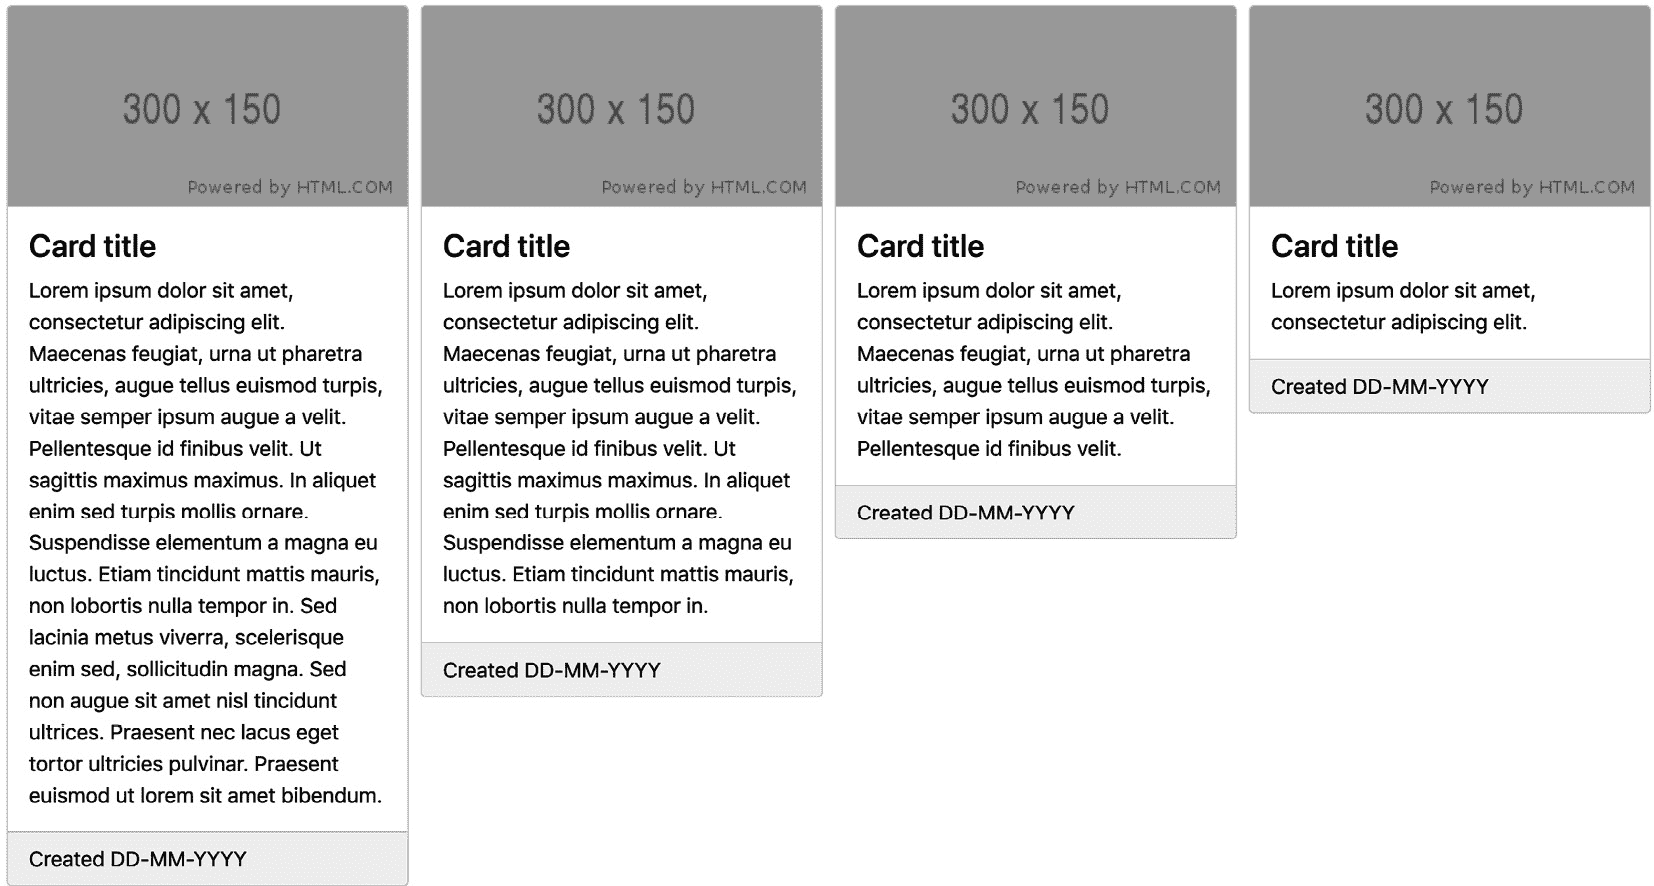 300 x 150
Powered by HTML.COM
Card title
Lorem ipsum dolor sit amet,
consectetur adipiscing elit.
Maecenas feugiat, urna ut pharetra
ultricies, augue tellus euismod turpis,
vitae semper ipsum augue a velit.
Pellentesque id finibus velit. Ut
sagittis maximus maximus. In aliquet
enim sed turpis mollis ornare.
Suspendisse elementum a magna eu
luctus. Etiam tincidunt mattis mauris,
non lobortis nulla tempor in. Sed
lacinia metus viverra, scelerisque
enim sed, sollicitudin magna. Sed
non augue sit amet nisl tincidunt
ultrices. Praesent nec lacus eget
tortor ultricies pulvinar. Praesent
euismod ut lorem sit amet bibendum.
Created DD-MM-YYYY
300 x 150
Powered by HTML.COM
Card title
Lorem ipsum dolor sit amet,
consectetur adipiscing elit.
Maecenas feugiat, urna ut pharetra
ultricies, augue tellus euismod turpis,
vitae semper ipsum augue a velit.
Pellentesque id finibus velit. Ut
sagittis maximus maximus. In aliquet
enim sed turpis mollis ornare.
Suspendisse elementum a magna eu
luctus. Etiam tincidunt mattis mauris,
non lobortis nulla tempor in.
Created DD-MM-YYYY
300 x 150
Powered by HTML.COM
Card title
Lorem ipsum dolor sit amet,
consectetur adipiscing elit.
Maecenas feugiat, urna ut pharetra
ultricies, augue tellus euismod turpis,
vitae semper ipsum augue a velit.
Pellentesque id finibus velit.
Created DD-MM-YYYY
300 x 150
Powered by HTML.COM
Card title
Lorem ipsum dolor sit amet,
consectetur adipiscing elit.
Created DD-MM-YYYY